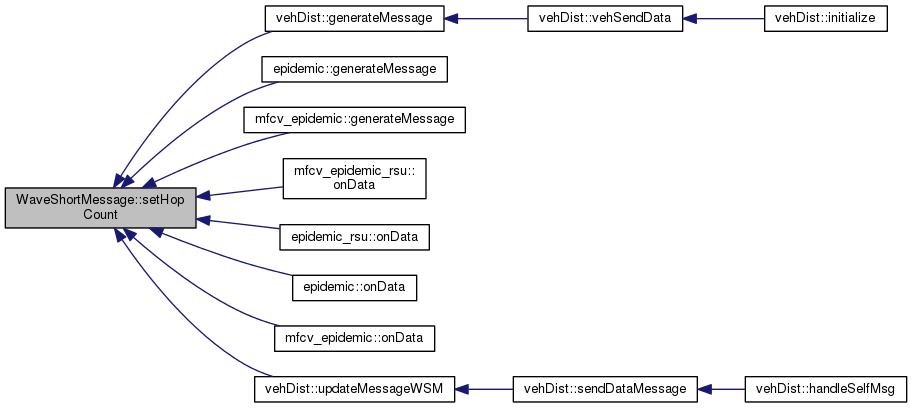 vehDist::generateMessage
vehDist::vehSendData
vehDist::initialize
epidemic::generateMessage
mfcv_epidemic::generateMessage
mfcv_epidemic_rsu::
onData
WaveShortMessage::setHop
Count
epidemic_rsu::onData
epidemic::onData
mfcv_epidemic::onData
vehDist::updateMessageWSM
vehDist::sendDataMessage
vehDist::handleSelfMsg